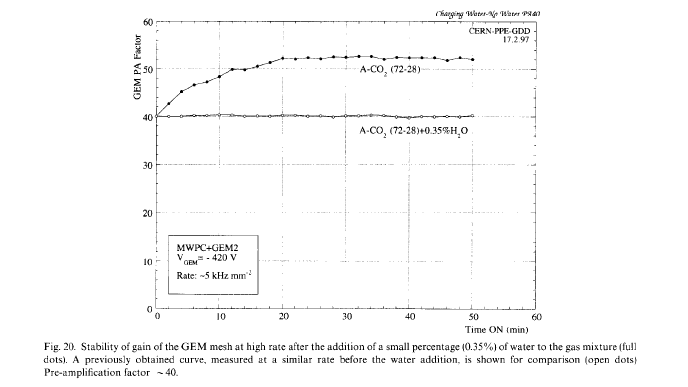 Charging Water-No Water PR40
60
CERN-PPE-GDD
17.2.97
GEM PA Factor
50
A-CO2 (72-28)
40
A-CO2 (72-28)+0.35%H2O
30
20
MWPC+GEM2
VGEM= - 420 V
10
Rate: ~5 kHz mm-2
0
0 10 20 30 40 50 60
Time ON (min)
Fig. 20. Stability of gain of the GEM mesh at high rate after the addition of a small percentage (0.35%) of water to the gas mixture (full
dots). A previously obtained curve, measured at a similar rate before the water addition, is shown for comparison (open dots)
Pre-amplification factor ~ 40.